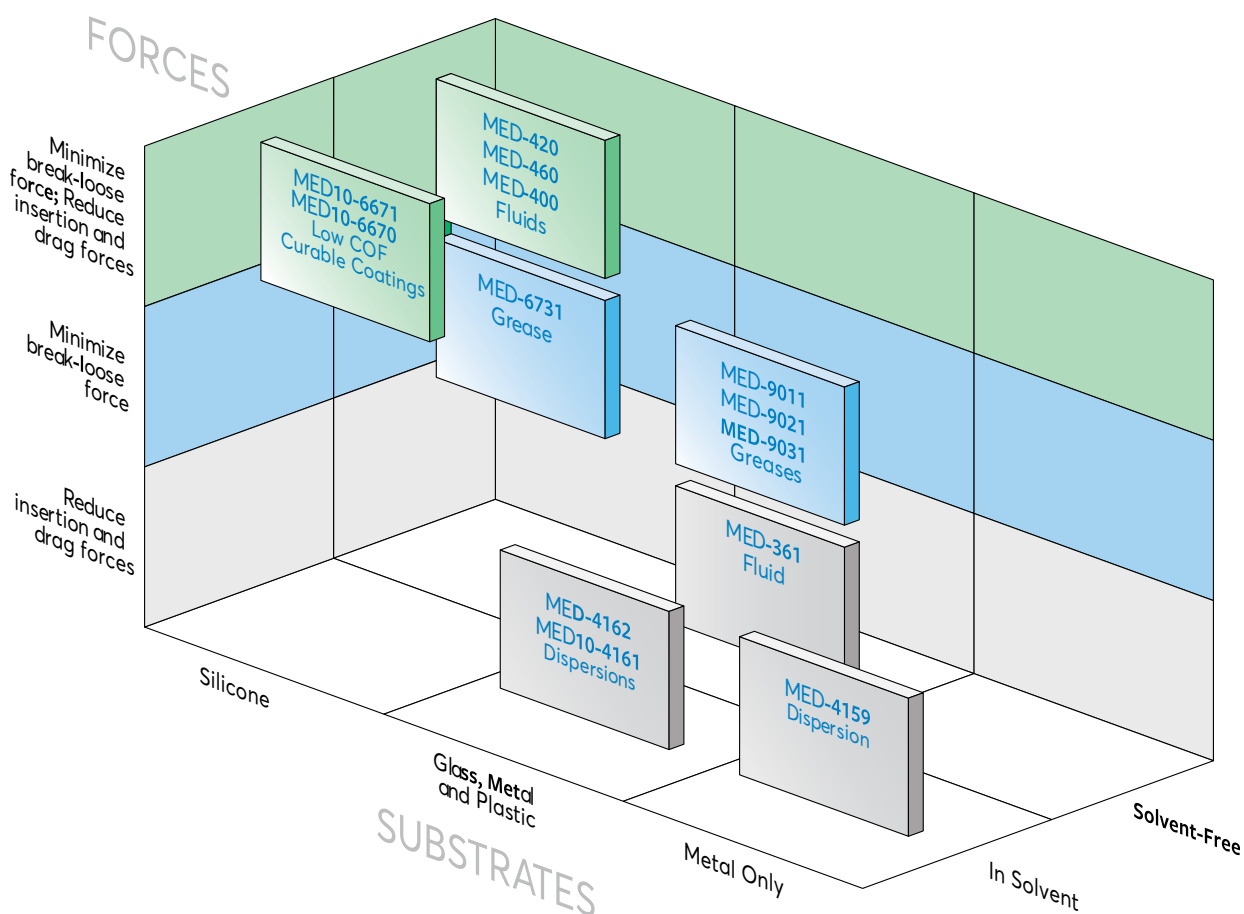 FORCES
Minimize
break-loose
force; Reduce
insertion and
drag forces
Minimize
break-loose
force
Reduce
insertion and
drag forces
MED10-6671
MED10-6670
Low COF
Curable Coatings
MED-420
MED-460
MED-400
Fluids
MED-6731
Grease
MED-9011
MED-9021
MED-9031
Greases
MED-361
Fluid
MED-4162
MED10-4161
Dispersions
MED-4159
Dispersion
Silicone
Glass, Metal
and Plastic
Metal Only
SUBSTRATES
In Solvent
Solvent-Free